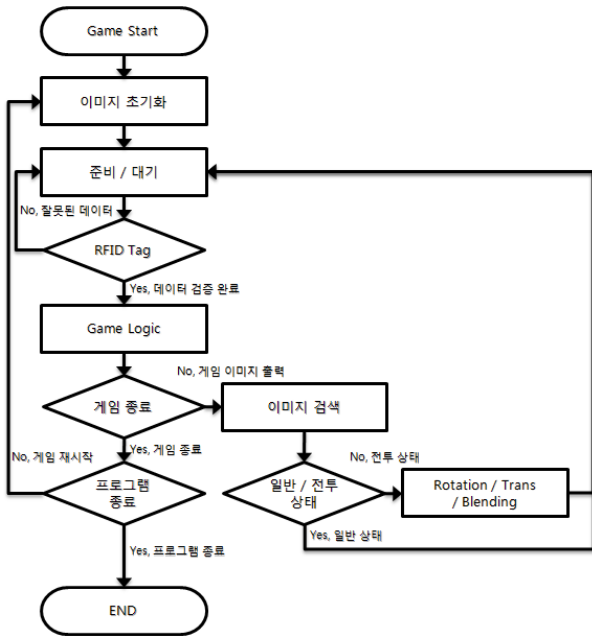 Game Start
이미지 초기화
준비 / 대기
No, 잘못된 데이터
RFID Tag
Yes, 데이터 검증 완료
Game Logic
No, 게임 이미지 출력
게임 종료
이미지 검색
Yes, 게임 종료
No, 게임 재시작
No, 전투 상태
프로그램
종료
일반 / 전투
상태
Rotation / Trans
/ Blending
Yes, 일반 상태
Yes, 프로그램 종료
END